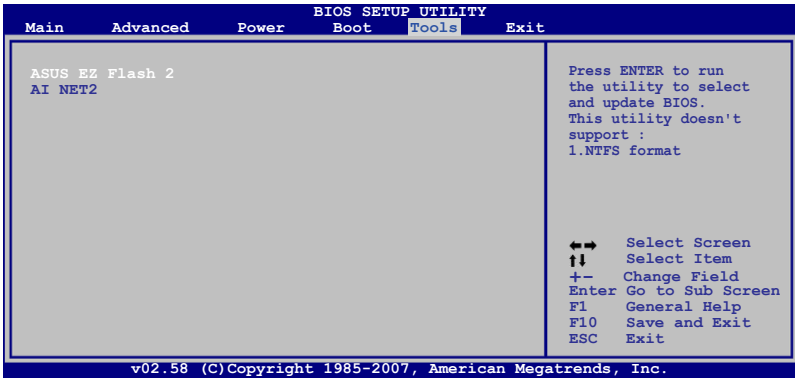 BIOS SETUP UTILITY
Main Advanced Power Boot Tools Exit
ASUS EZ Flash 2
AI NET2
Press ENTER to run
the utility to select
and update BIOS.
This utility doesn't
support :
1.NTFS format
←→ Select Screen
↑↓ Select Item
+- Change Field
Enter Go to Sub Screen
F1 General Help
F10 Save and Exit
ESC Exit
v02.58 (C)Copyright 1985-2007, American Megatrends, Inc.